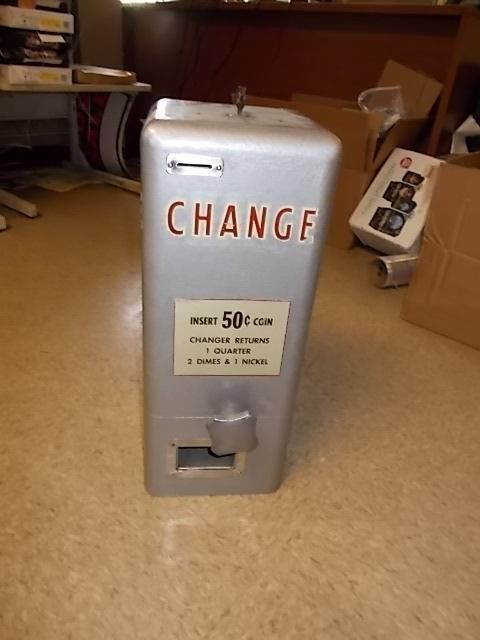 CHANGE
INSERT 50¢ COIN
CHANGER RETURNS
1 QUARTER
2 DIMES & 1 NICKEL